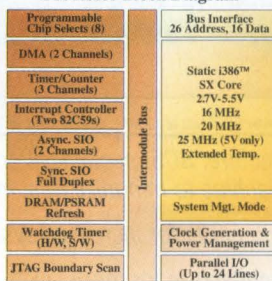 Programmable
Chip Selects (8)
DMA (2 Channels)
Timer/Counter
(3 Channels)
Interrupt Controller
(Two 82C59s)
Async. SIO
(2 Channels)
Sync. SIO
Full Duplex
DRAM/PSRAM
Refresh
Watchdog Timer
(H/W, S/W)
JTAG Boundary Scan
Intermodule Bus
Bus Interface
26 Address, 16 Data
Static i386™
SX Core
2.7V-5.5V
16 MHz
20 MHz
25 MHz (5V only)
Extended Temp.
System Mgt. Mode
Clock Generation &
Power Management
Parallel I/O
(Up to 24 Lines)